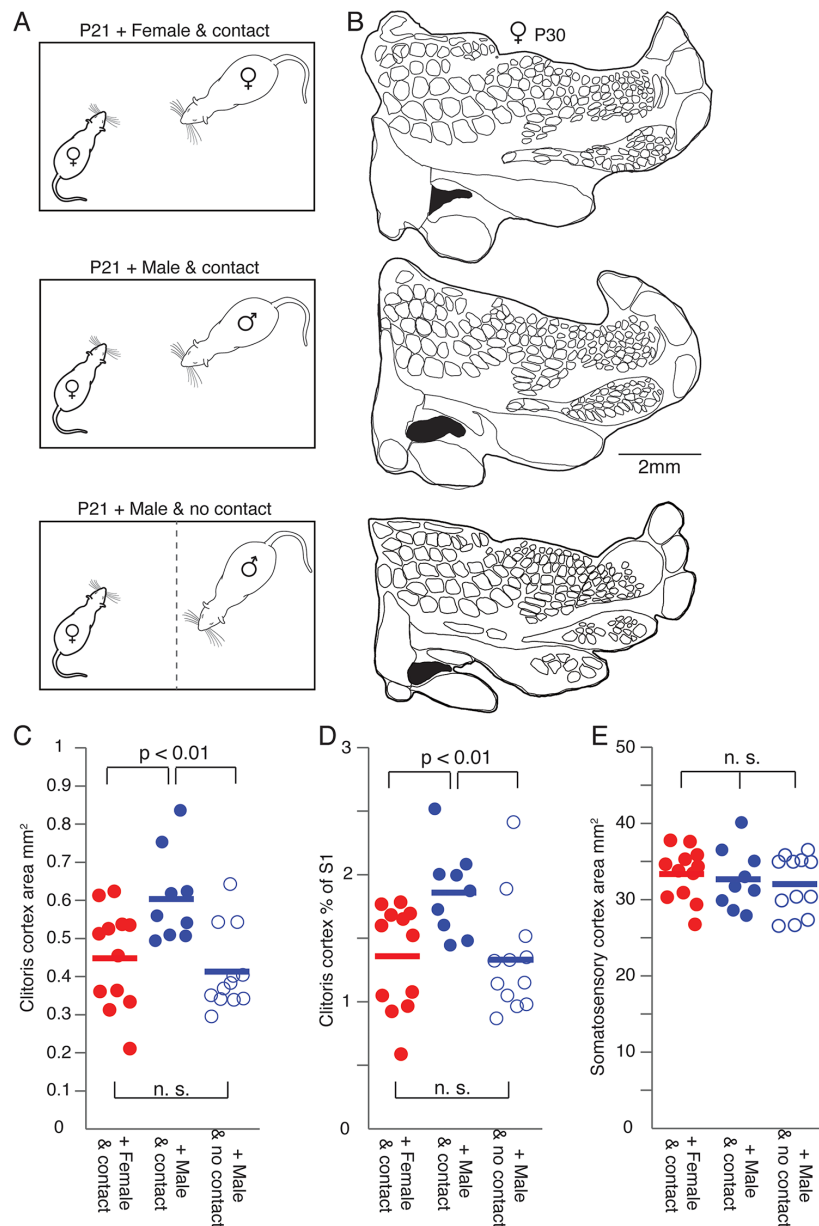 A
P21 + Female & contact
♀
♀
P21 + Male & contact
♂
♀
P21 + Male & no contact
♂
♀
B
♀ P30
2mm
C
Clitoris cortex area mm²
1
0.9
0.8
0.7
0.6
0.5
0.4
0.3
0.2
0.1
0
p < 0.01
n. s.
+ Female
& contact
+ Male
& contact
+ Male
& no contact
D
Clitoris cortex % of S1
3
2
1
0
p < 0.01
n. s.
+ Female
& contact
+ Male
& contact
+ Male
& no contact
E
Somatosensory cortex area mm²
50
40
30
20
10
0
n. s.
+ Female
& contact
+ Male
& contact
+ Male
& no contact